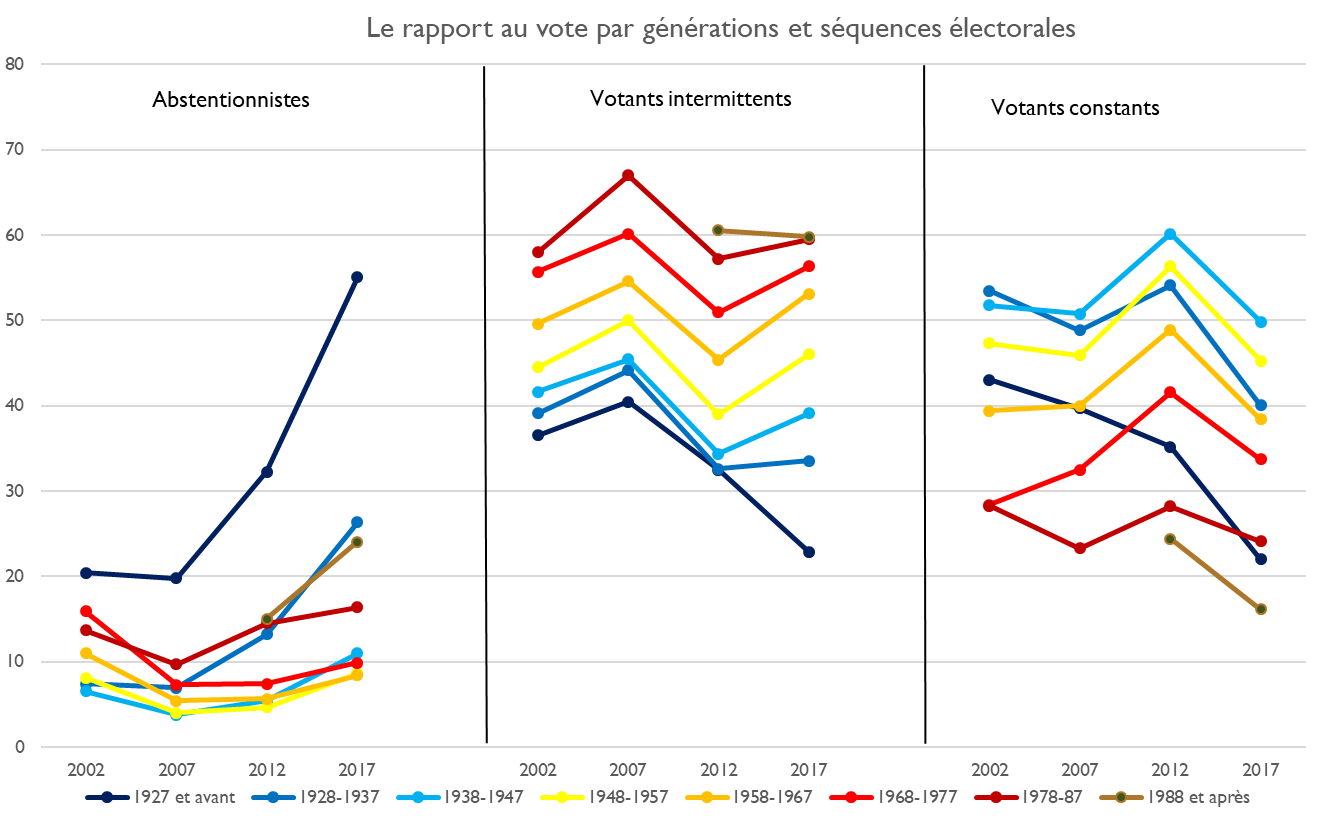 Le rapport au vote par générations et séquences électorales
80
Abstentionnistes
Votants intermittents
Votants constants
70
60
50
40
30
20
10
0
2002 2007 2012 2017 2002 2007 2012 2017 2002 2007 2012 2017
1927 et avant 1928-1937 1938-1947 1948-1957 1958-1967 1968-1977 1978-87 1988 et après